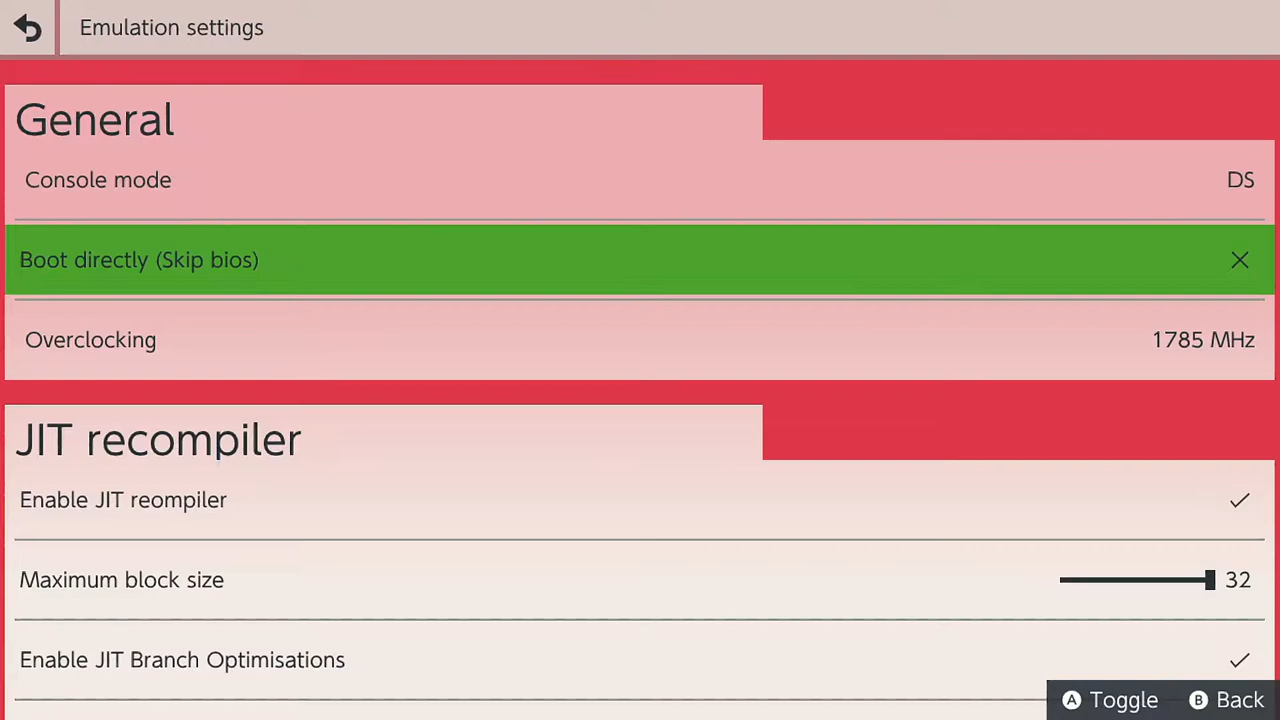 Emulation settings
General
Console mode DS
Boot directly (Skip bios)
Overclocking 1785 MHz
JIT recompiler
Enable JIT reompiler
Maximum block size 32
Enable JIT Branch Optimisations
A Toggle B Back